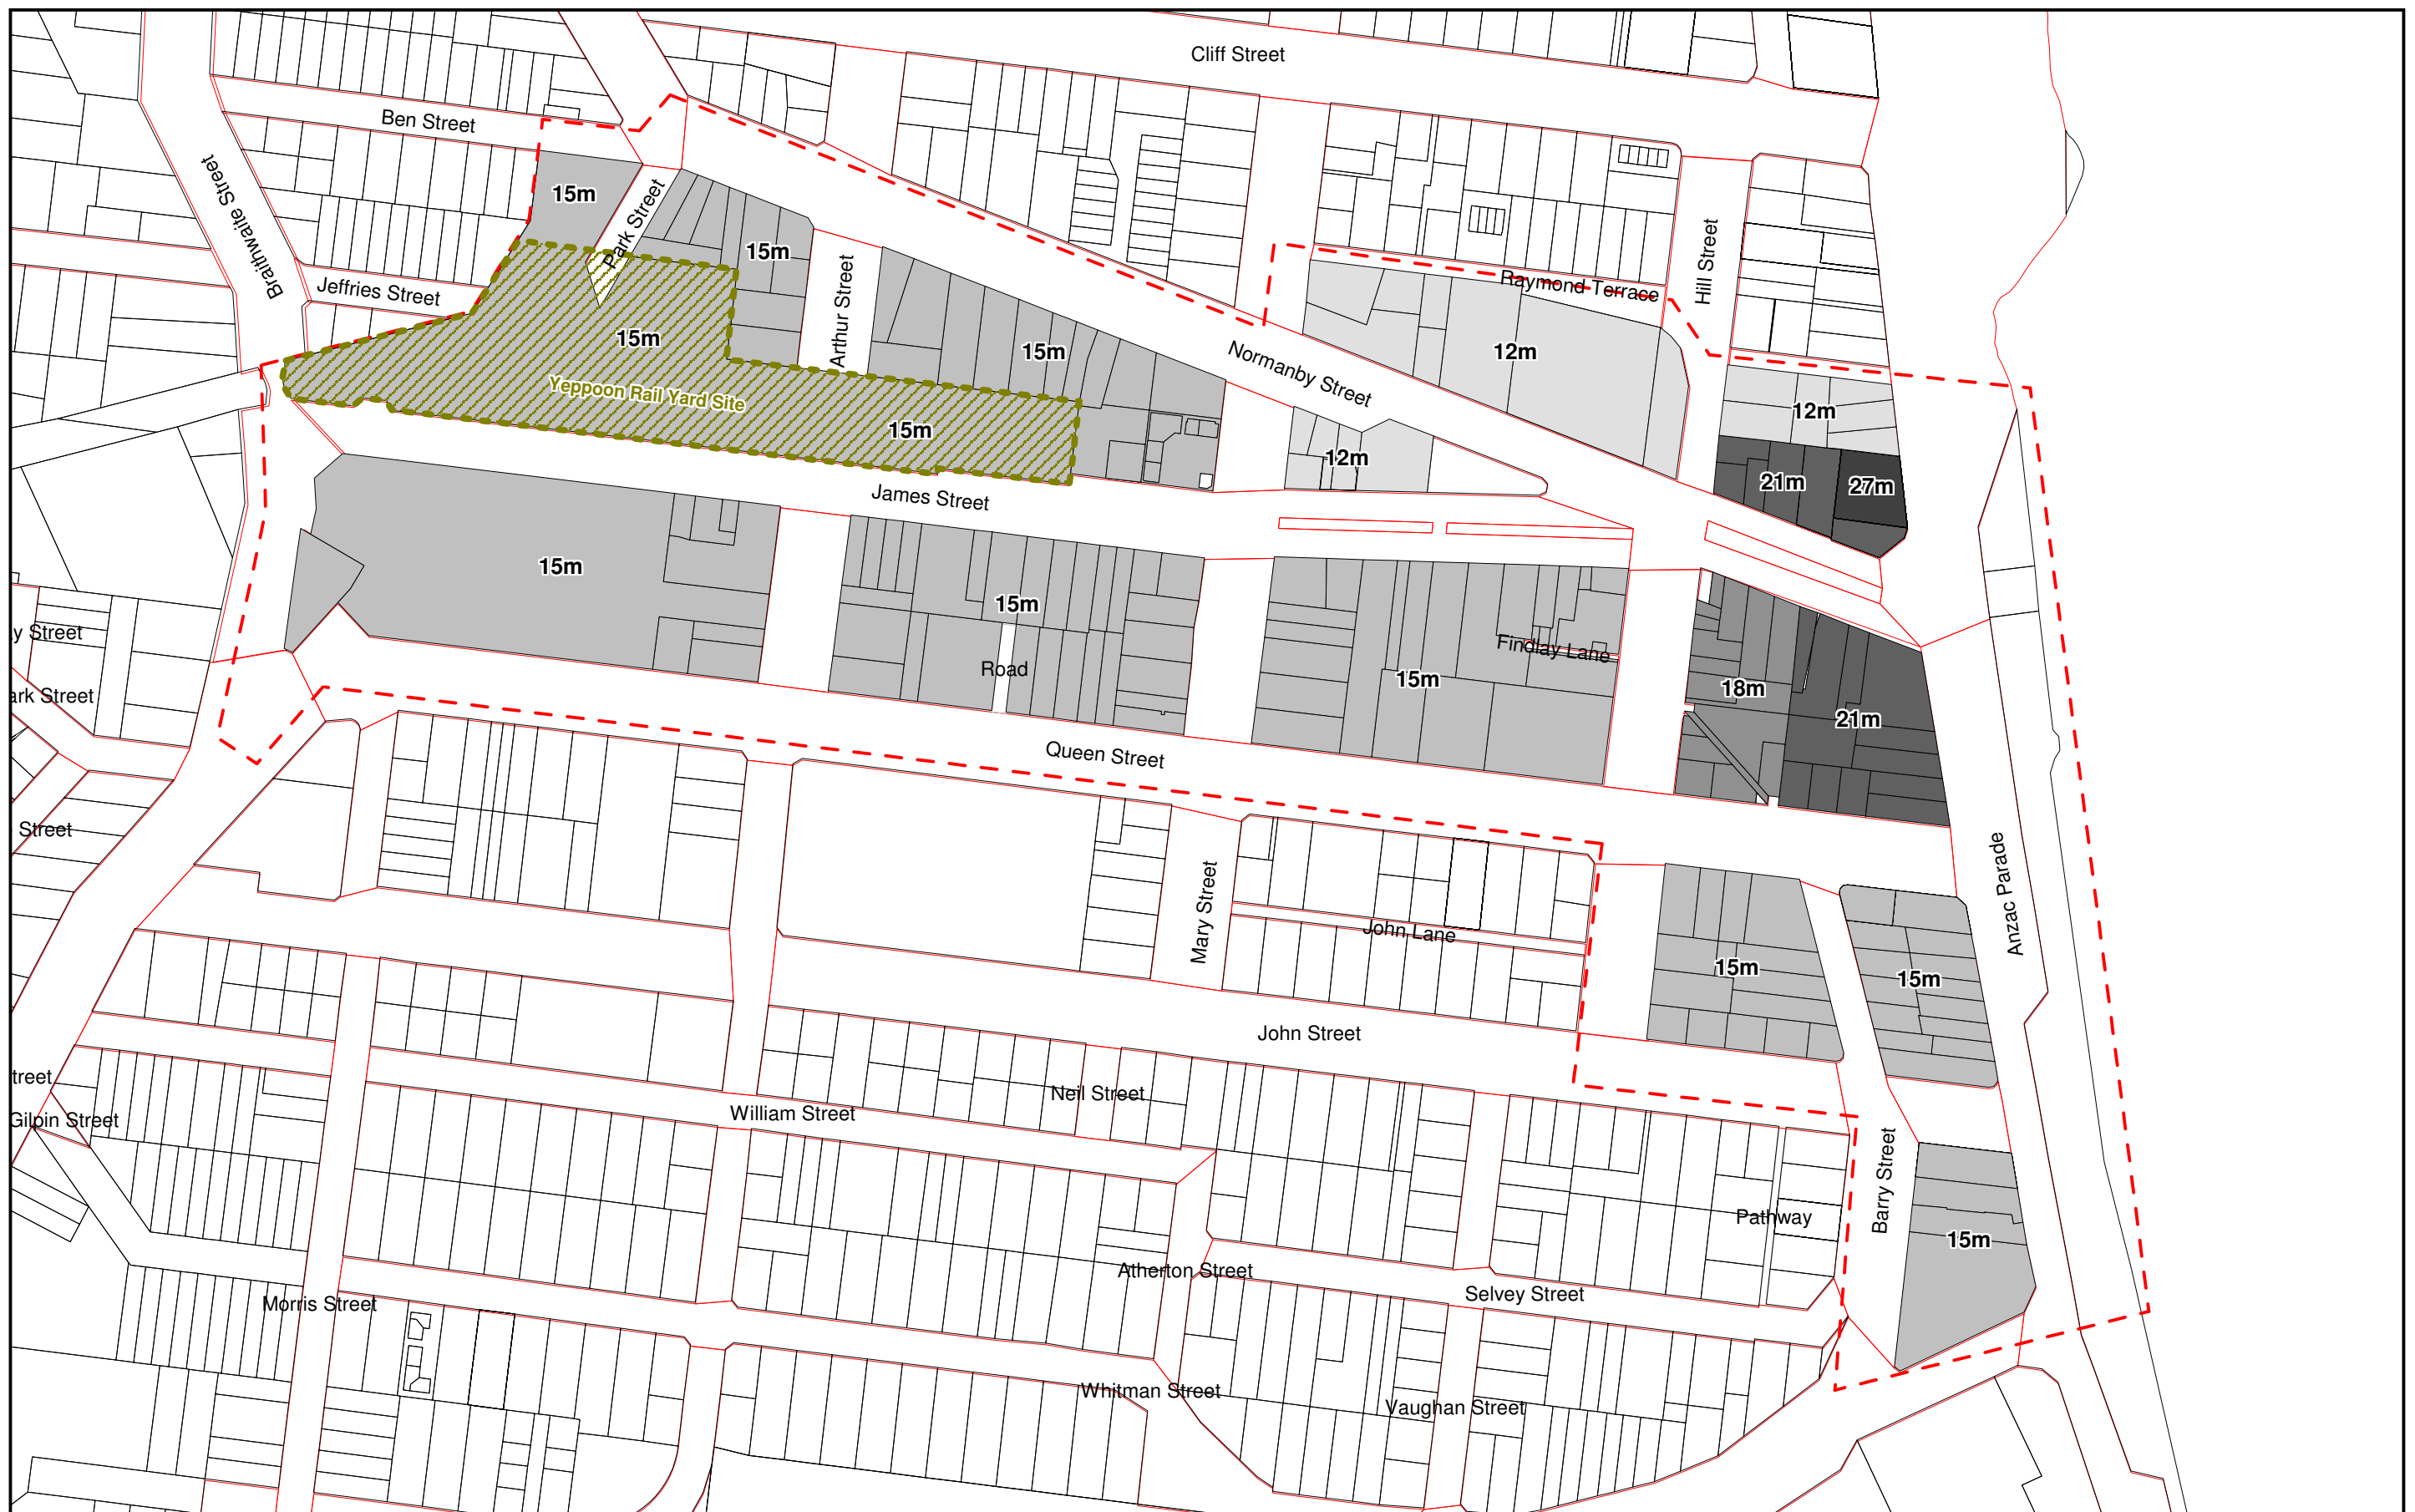 Cliff Street
Ben Street
Braithwaite Street
15m
Park Street
15m
Arthur Street
Hill Street
Raymond Terrace
Jeffries Street
15m
15m
Normanby Street
12m
Yeppoon Rail Yard Site
15m
12m
12m
21m
27m
James Street
15m
15m
Road
Findlay Lane
15m
18m
21m
y Street
ark Street
Queen Street
Street
Mary Street
John Lane
Anzac Parade
15m
15m
John Street
treet
Gilpin Street
Neil Street
William Street
Barry Street
Pathway
15m
Atherton Street
Selvey Street
Morris Street
Whitman Street
Vaughan Street